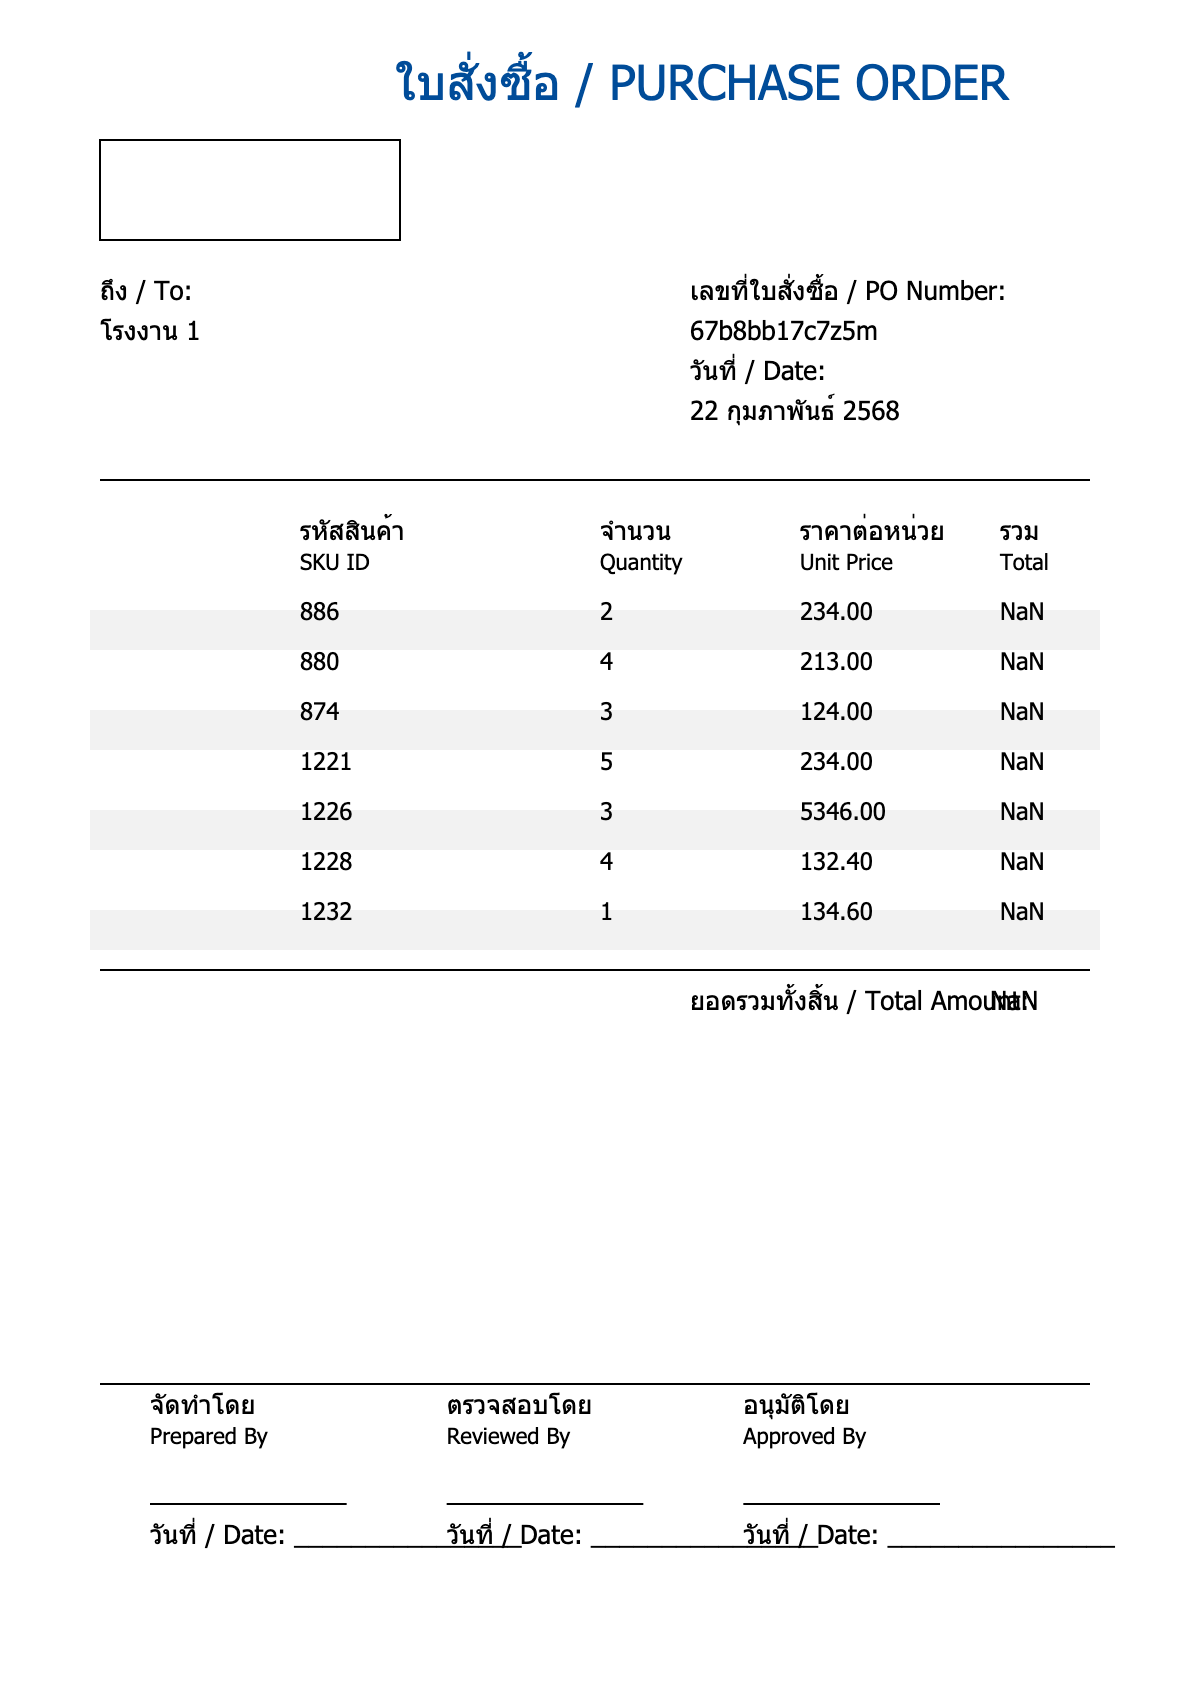 ใบสั่งซื้อ / PURCHASE ORDER
ถึง / To:
โรงงาน 1
เลขที่ใบสั่งซื้อ / PO Number:
67b8bb17c7z5m
วันที่ / Date:
22 กุมภาพันธ์ 2568
รหัสสินค้า จำนวน ราคาต่อหน่วย รวม
SKU ID Quantity Unit Price Total
886 2 234.00 NaN
880 4 213.00 NaN
874 3 124.00 NaN
1221 5 234.00 NaN
1226 3 5346.00 NaN
1228 4 132.40 NaN
1232 1 134.60 NaN
ยอดรวมทั้งสิ้น / Total Amount: NaN
จัดทำโดย ตรวจสอบโดย อนุมัติโดย
Prepared By Reviewed By Approved By
วันที่ / Date: ________________ วันที่ / Date: ________________ วันที่ / Date: ________________